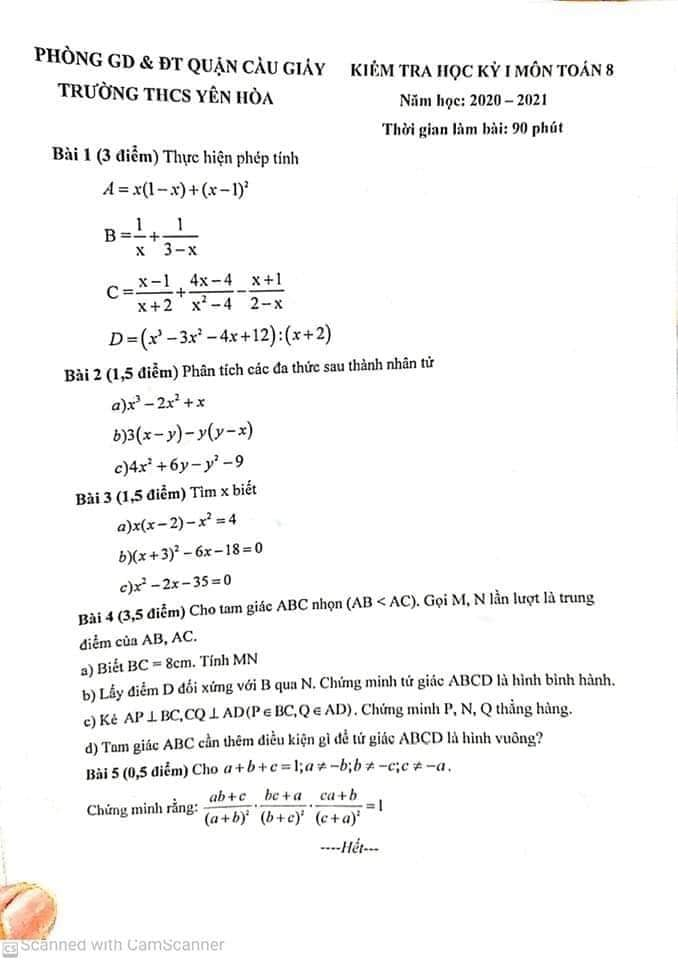 PHÒNG GD & ĐT QUẬN CẦU GIẤY
TRƯỜNG THCS YÊN HÒA
KIỂM TRA HỌC KỲ I MÔN TOÁN 8
Năm học: 2020 – 2021
Thời gian làm bài: 90 phút
Bài 1 (3 điểm) Thực hiện phép tính
A = x(1 − x) + (x − 1)²
B = 1/x + 1/(3 − x)
C = (x − 1)/(x + 2) + (4x − 4)/(x² − 4) − (x + 1)/(2 − x)
D = (x³ − 3x² − 4x + 12) : (x + 2)
Bài 2 (1,5 điểm) Phân tích các đa thức sau thành nhân tử
a)x³ − 2x² + x
b)3(x − y) − y(y − x)
c)4x² + 6y − y² − 9
Bài 3 (1,5 điểm) Tìm x biết
a)x(x − 2) − x² = 4
b)(x + 3)² − 6x − 18 = 0
c)x² − 2x − 35 = 0
Bài 4 (3,5 điểm) Cho tam giác ABC nhọn (AB < AC). Gọi M, N lần lượt là trung
điểm của AB, AC.
a) Biết BC = 8cm. Tính MN
b) Lấy điểm D đối xứng với B qua N. Chứng minh tứ giác ABCD là hình bình hành.
c) Kẻ AP ⊥ BC, CQ ⊥ AD (P ∈ BC, Q ∈ AD). Chứng minh P, N, Q thẳng hàng.
d) Tam giác ABC cần thêm điều kiện gì để tứ giác ABCD là hình vuông?
Bài 5 (0,5 điểm) Cho a + b + c = 1; a ≠ −b; b ≠ −c; c ≠ −a.
Chứng minh rằng: (ab + c)/(a + b)² · (bc + a)/(b + c)² · (ca + b)/(c + a)² = 1
----Hết---
CS Scanned with CamScanner